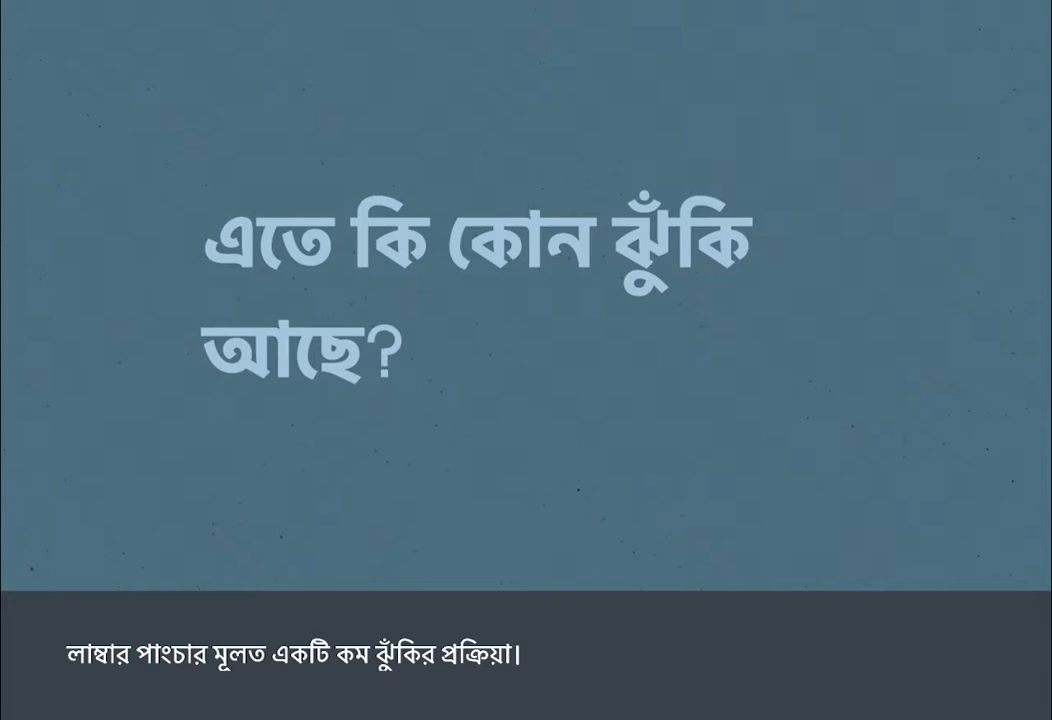 এতে কি কোন ঝুঁকি
আছে?
লাম্বার পাংচার মূলত একটি কম ঝুঁকির প্রক্রিয়া।